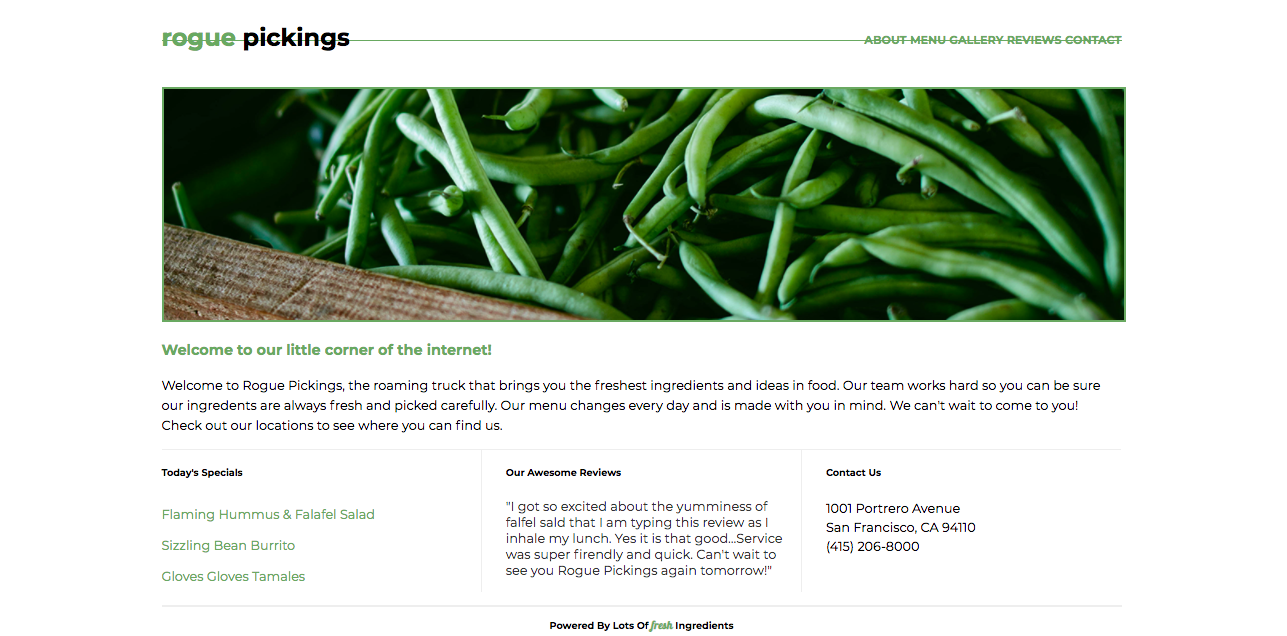 rogue pickings
ABOUT MENU GALLERY REVIEWS CONTACT
Welcome to our little corner of the internet!
Welcome to Rogue Pickings, the roaming truck that brings you the freshest ingredients and ideas in food. Our team works hard so you can be sure
our ingredents are always fresh and picked carefully. Our menu changes every day and is made with you in mind. We can't wait to come to you!
Check out our locations to see where you can find us.
Today's Specials
Flaming Hummus & Falafel Salad
Sizzling Bean Burrito
Gloves Gloves Tamales
Our Awesome Reviews
"I got so excited about the yumminess of
falfel sald that I am typing this review as I
inhale my lunch. Yes it is that good...Service
was super firendly and quick. Can't wait to
see you Rogue Pickings again tomorrow!"
Contact Us
1001 Portrero Avenue
San Francisco, CA 94110
(415) 206-8000
Powered By Lots Of fresh Ingredients